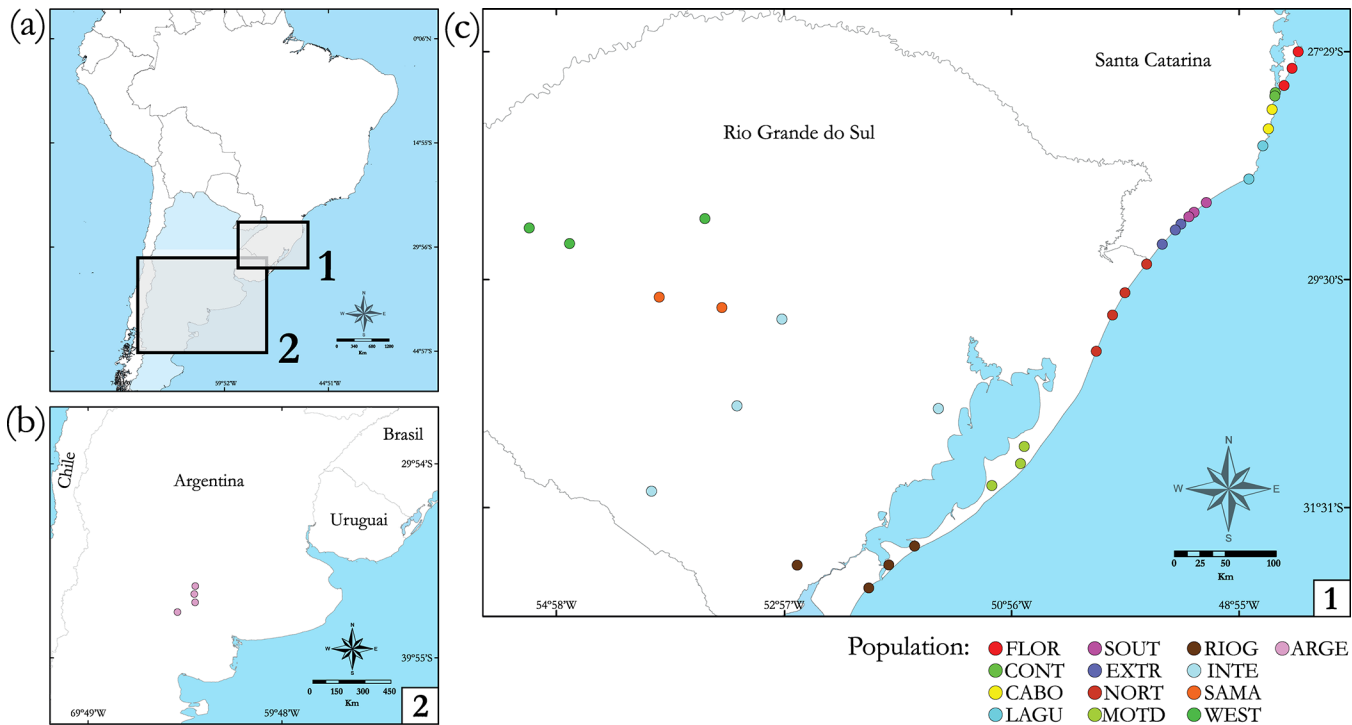 (a)
0°06'N
14°55'S
29°56'S
44°57'S
59°52'W
44°51'W
1
2
N
W
E
S
0 340 600 1200
Km
(b)
Chile
Argentina
Brasil
Uruguai
29°54'S
39°55'S
69°49'W
59°48'W
N
W
E
S
0 150 300 450
Km
2
(c)
Santa Catarina
Rio Grande do Sul
27°29'S
29°30'S
31°31'S
54°58'W
52°57'W
50°56'W
48°55'W
N
W
E
S
0 25 50 100
Km
1
Population:
FLOR SOUT RIOG ARGE
CONT EXTR INTE
CABO NORT SAMA
LAGU MOTD WEST